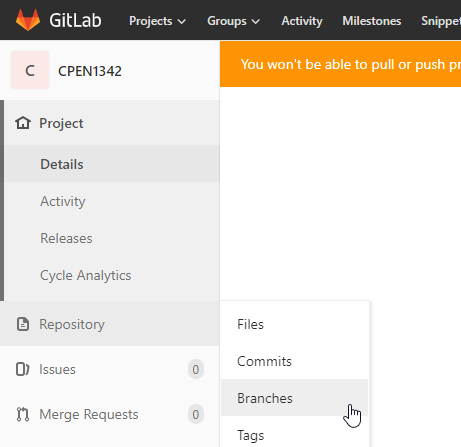 GitLab Projects Groups Activity Milestones Snippet
C CPEN1342
You won't be able to pull or push pr
Project
Details
Activity
Releases
Cycle Analytics
Repository
Files
Commits
Branches
Tags
Issues 0
Merge Requests 0